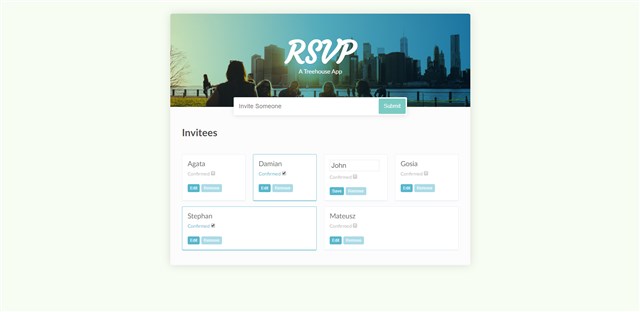 RSVP
A Treehouse App
Invite Someone
Submit
Invitees
Agata
Confirmed
Edit Remove
Damian
Confirmed
Edit Remove
John
Confirmed
Save Remove
Gosia
Confirmed
Edit Remove
Stephan
Confirmed
Edit Remove
Mateusz
Confirmed
Edit Remove